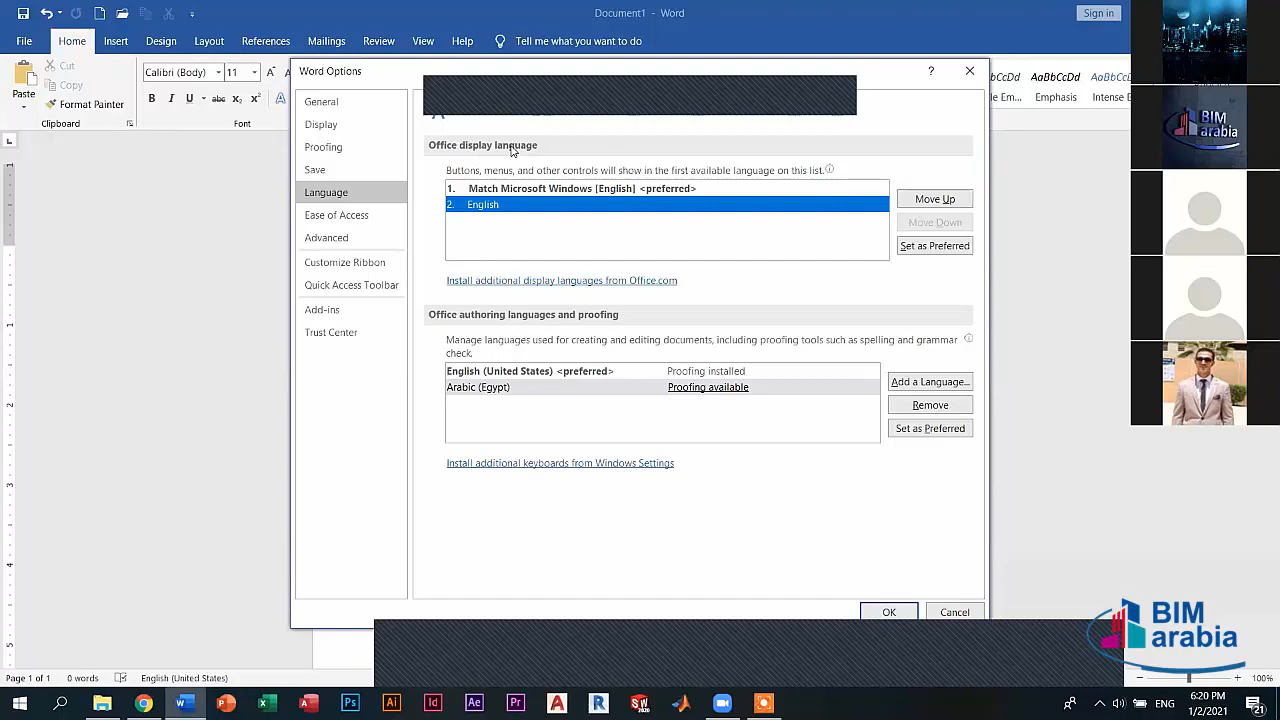 Document1 - Word
Sign in
File Home Insert Design Layout References Mailings Review View Help Tell me what you want to do
Paste
Cut
Copy
Format Painter
Clipboard
Calibri (Body) 11 A A
B I U abc x₂ x² A
Font
AaBbCcDd AaBbCcDd
Emphasis Intense E
Word Options
?
General
Display
Proofing
Save
Language
Ease of Access
Advanced
Customize Ribbon
Quick Access Toolbar
Add-ins
Trust Center
Office display language
Buttons, menus, and other controls will show in the first available language on this list.
1. Match Microsoft Windows [English] <preferred>
2. English
Move Up
Move Down
Set as Preferred
Install additional display languages from Office.com
Office authoring languages and proofing
Manage languages used for creating and editing documents, including proofing tools such as spelling and grammar
check.
English (United States) <preferred> Proofing installed
Arabic (Egypt) Proofing available
Add a Language...
Remove
Set as Preferred
Install additional keyboards from Windows Settings
OK Cancel
BIM
arabia
BIM
arabia
Page 1 of 1 0 words English (United States)
100%
ENG
6:20 PM
1/2/2021
21